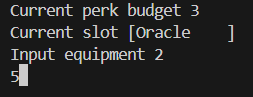 Current perk budget 3
Current slot [Oracle    ]
Input equipment 2
5